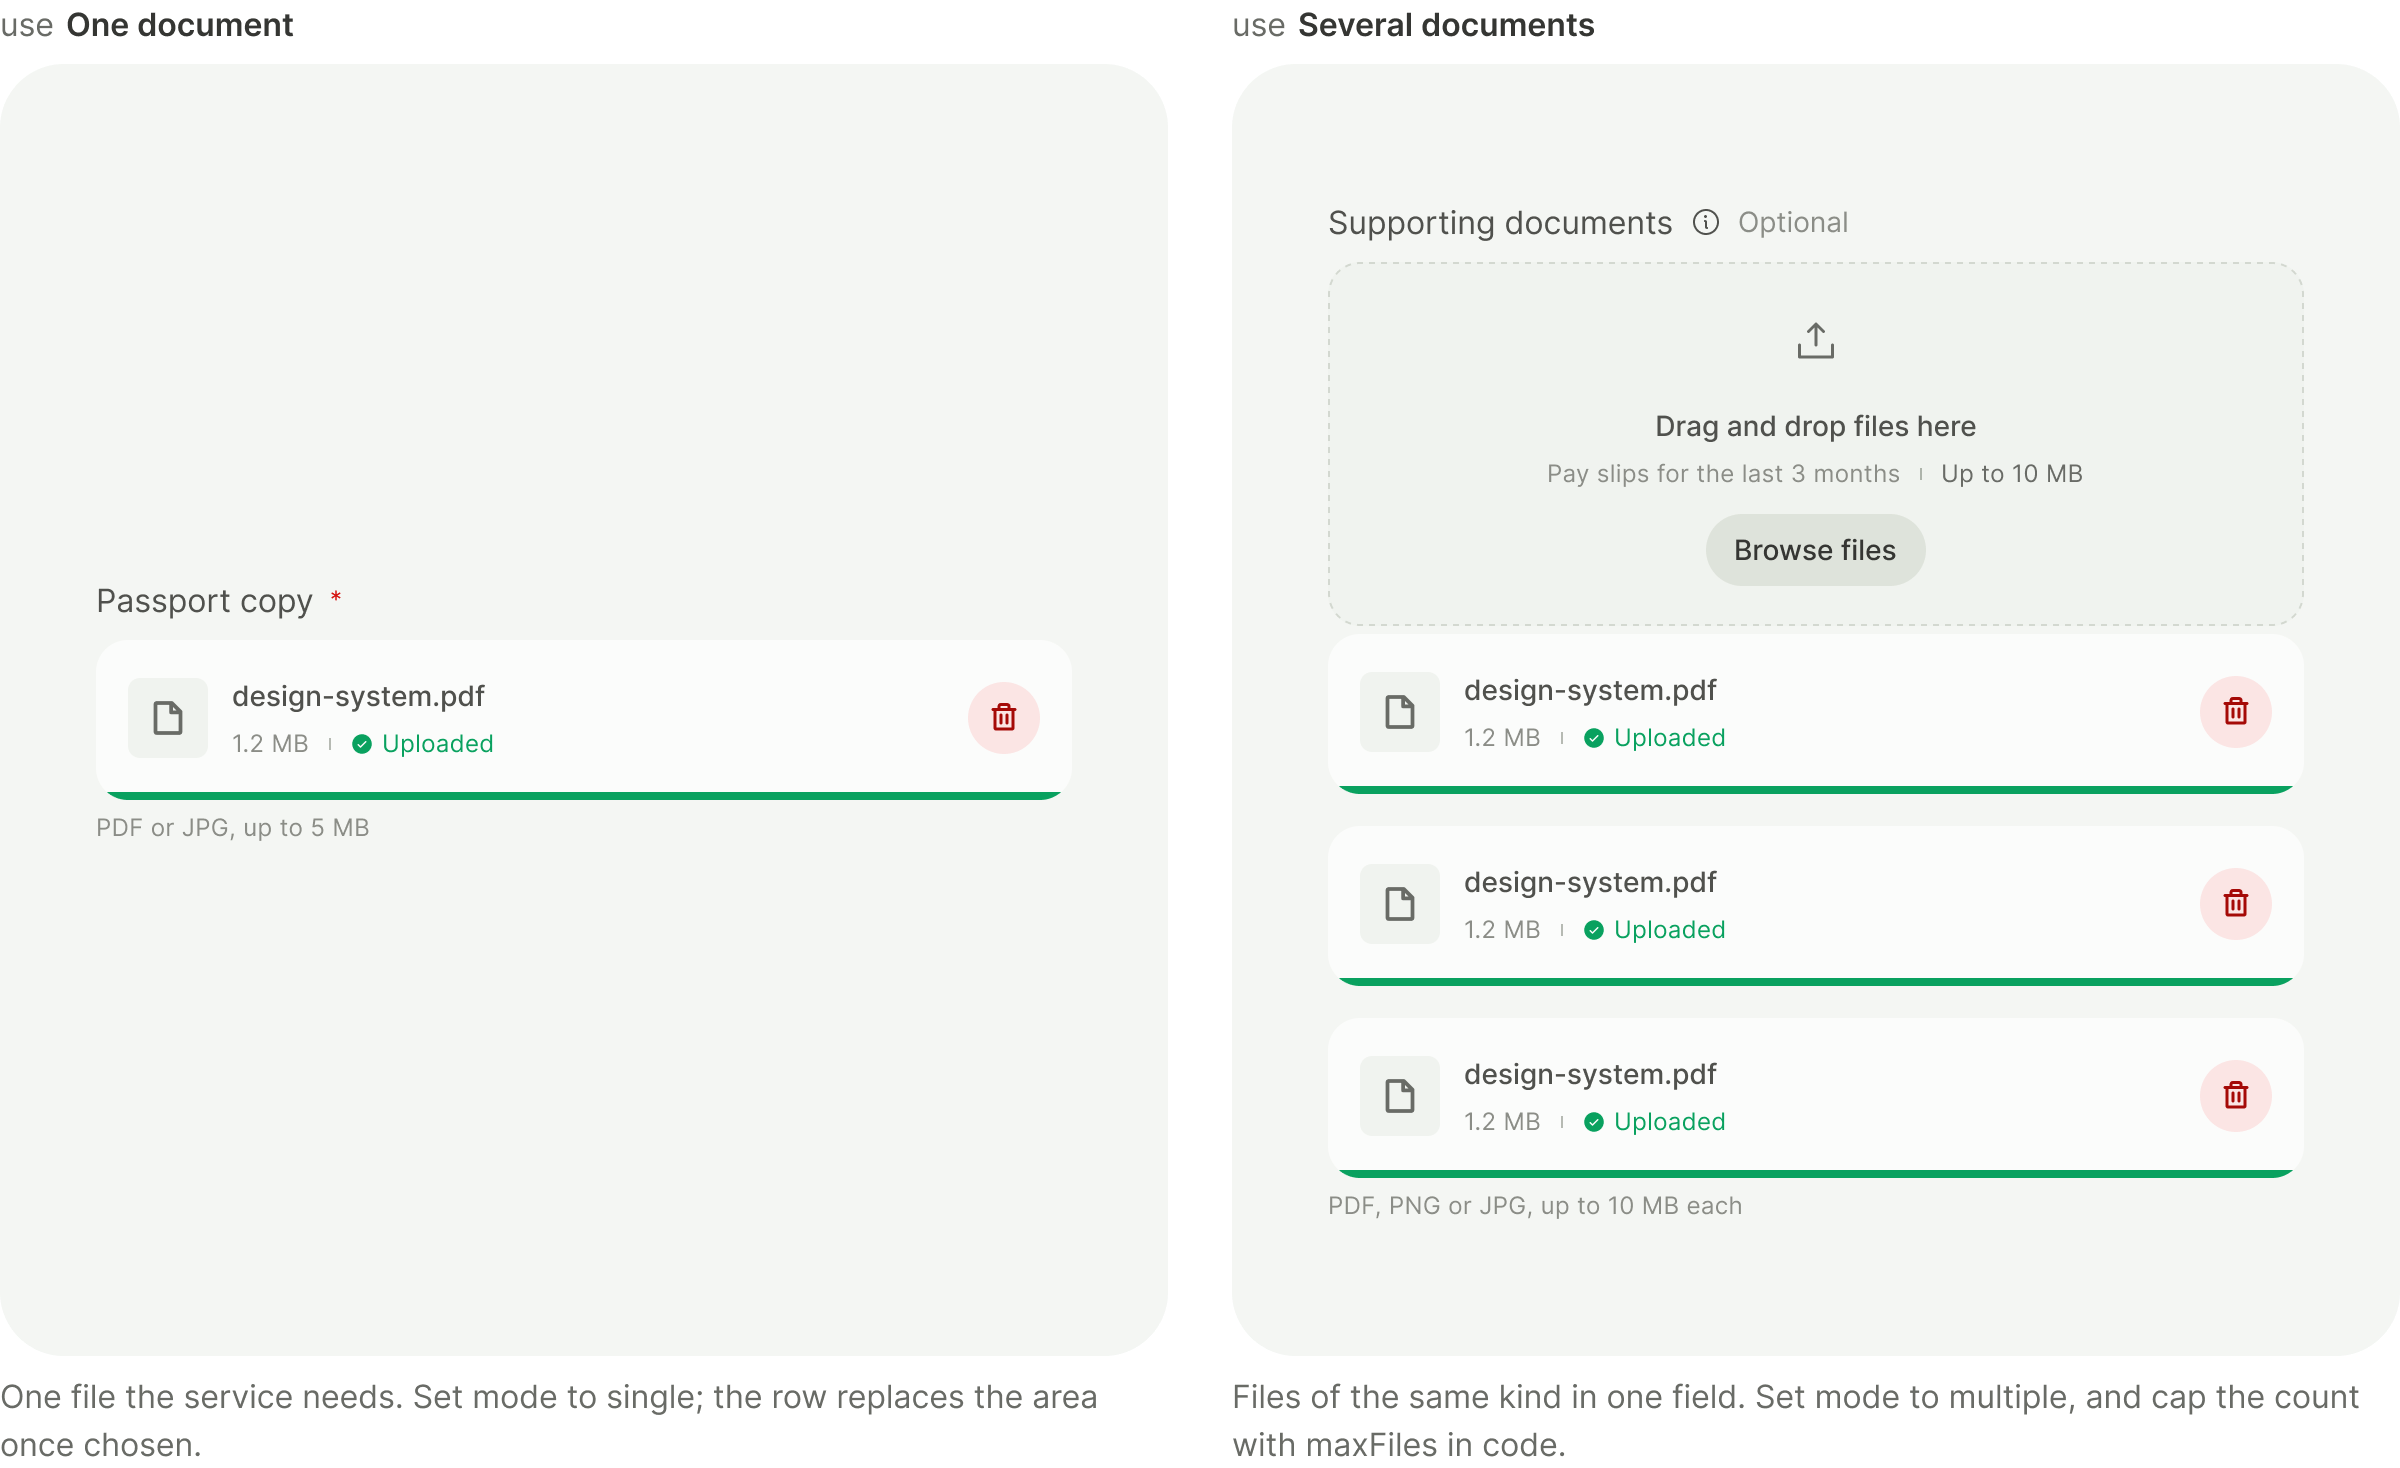 use One document
Passport copy *
design-system.pdf
1.2 MB Uploaded
PDF or JPG, up to 5 MB
One file the service needs. Set mode to single; the row replaces the area
once chosen.
use Several documents
Supporting documents Optional
Drag and drop files here
Pay slips for the last 3 months Up to 10 MB
Browse files
design-system.pdf
1.2 MB Uploaded
design-system.pdf
1.2 MB Uploaded
design-system.pdf
1.2 MB Uploaded
PDF, PNG or JPG, up to 10 MB each
Files of the same kind in one field. Set mode to multiple, and cap the count
with maxFiles in code.